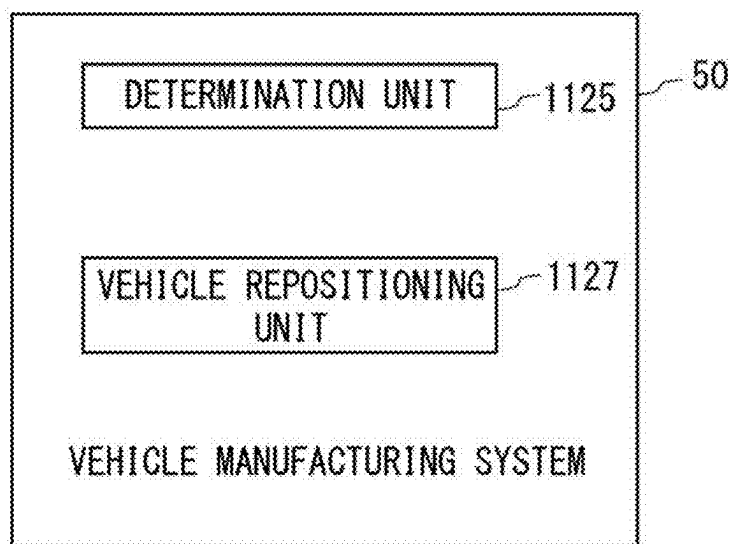 DETERMINATION UNIT
1125
50
VEHICLE REPOSITIONING
UNIT
1127
VEHICLE MANUFACTURING SYSTEM